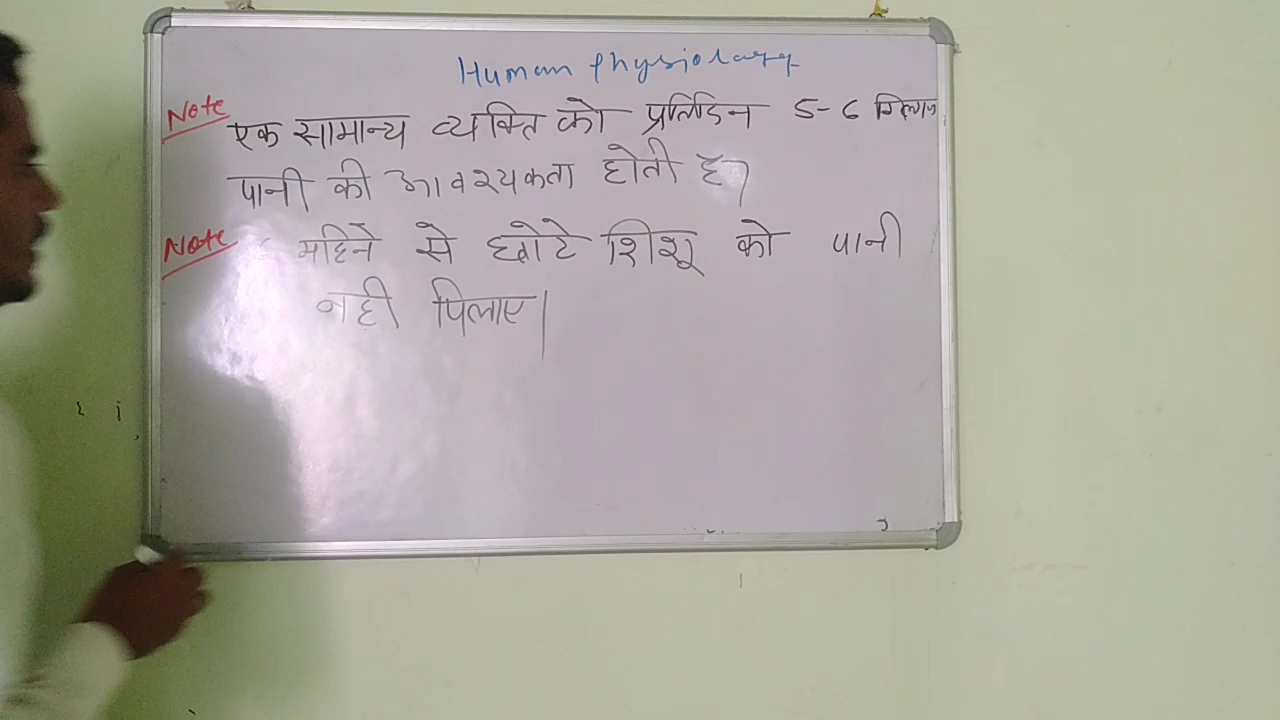 Human Physiology
Note एक सामान्य व्यक्ति को प्रतिदिन 5-6 गिलास
पानी की आवश्यकता होती है।
Note महिने से छोटे शिशू को पानी
नही पिलाए।